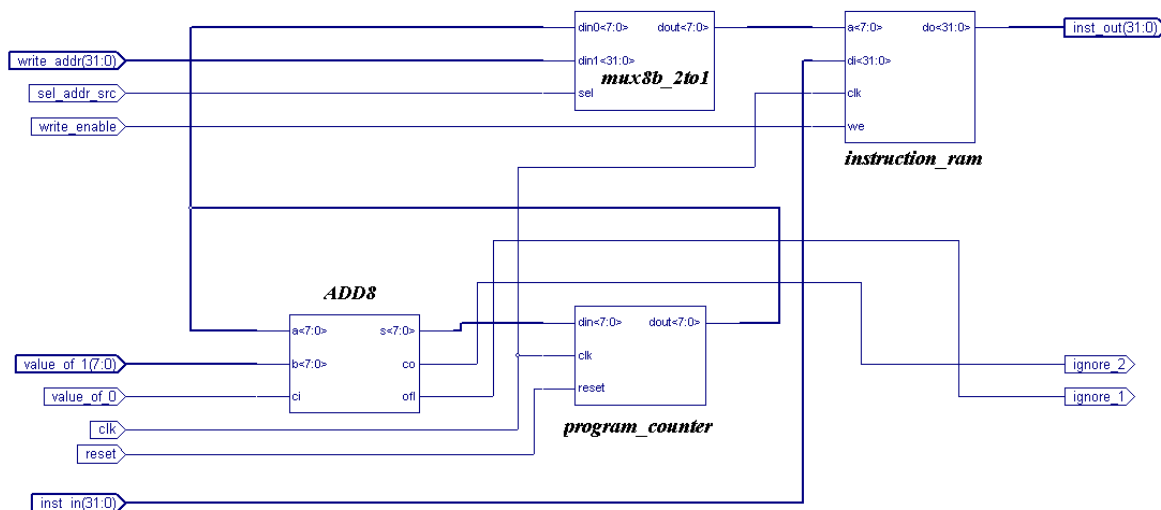 din0<7:0> dout<7:0>
a<7:0> do<31:0>
inst_out(31:0)
write_addr(31:0)
din1<31:0>
di<31:0>
mux8b_2to1
sel_addr_src
sel
clk
write_enable
we
instruction_ram
ADD8
a<7:0> s<7:0>
din<7:0> dout<7:0>
value_of_1(7:0)
b<7:0> co
clk
ignore_2
value_of_0
ci ofl
reset
ignore_1
clk
program_counter
reset
inst_in(31:0)